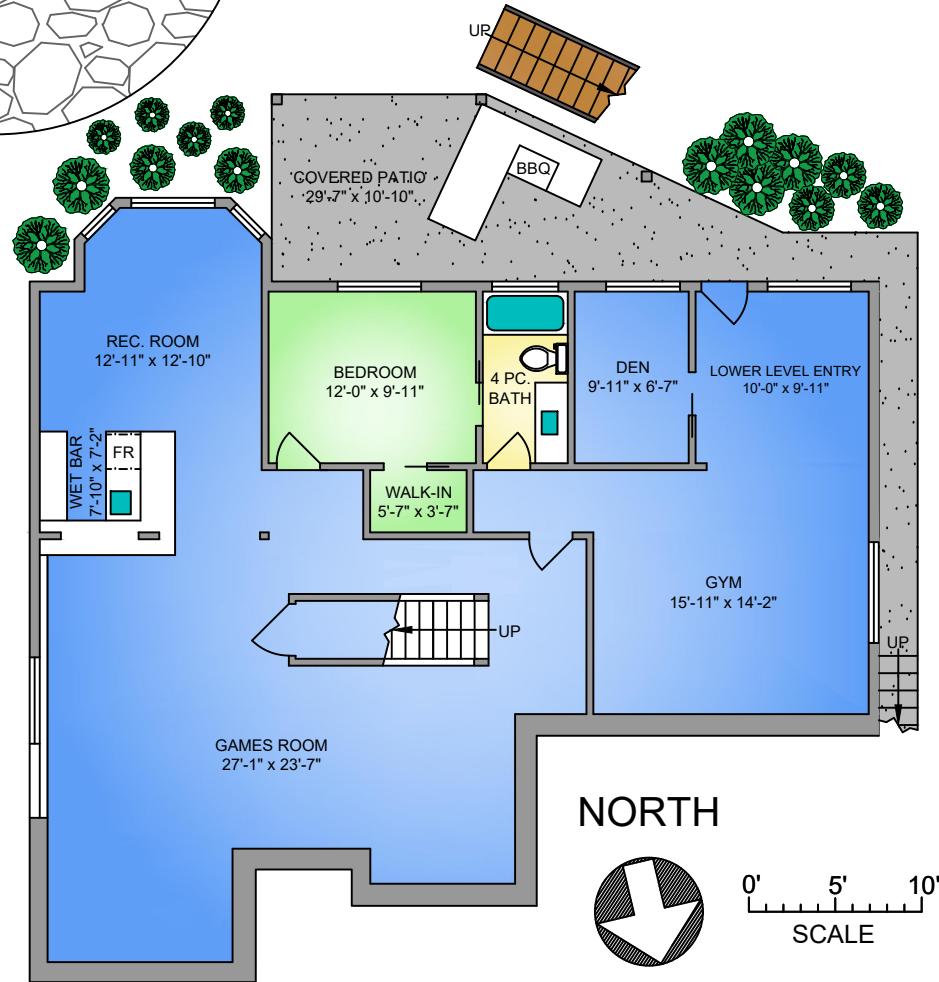 UP
BBQ
COVERED PATIO
29'-7" x 10'-10"
REC. ROOM
12'-11" x 12'-10"
BEDROOM
12'-0" x 9'-11"
4 PC.
BATH
DEN
9'-11" x 6'-7"
LOWER LEVEL ENTRY
10'-0" x 9'-11"
WET BAR
7'-10" x 7'-2"
FR
WALK-IN
5'-7" x 3'-7"
GYM
15'-11" x 14'-2"
UP
UP
GAMES ROOM
27'-1" x 23'-7"
NORTH
0' 5' 10'
SCALE